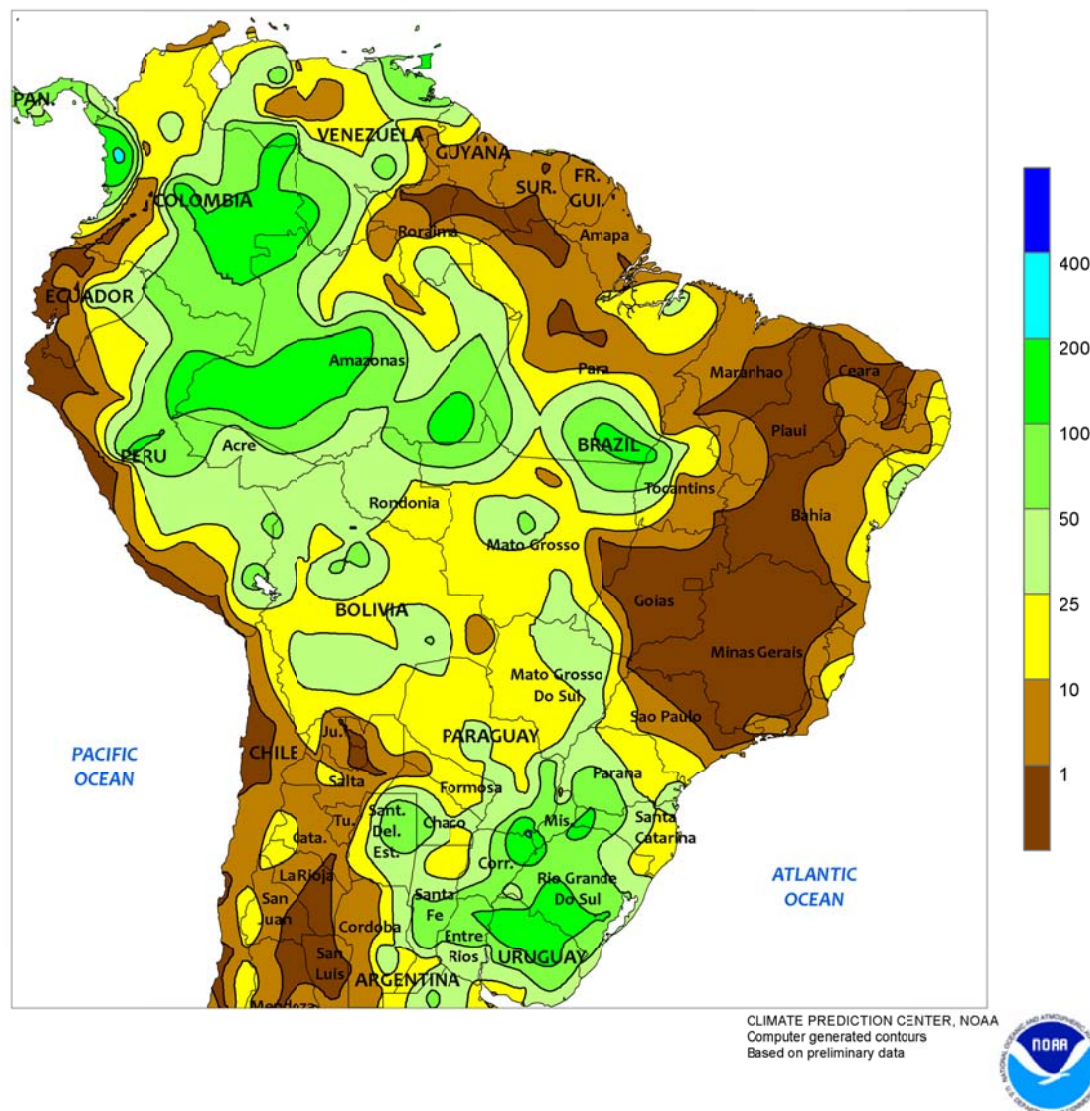 PAN.
VENEZUELA
GUYANA
SUR.
FR.
GUI.
COLOMBIA
Roraima
Amapa
ECUADOR
Amazonas
Para
Maranhao
Ceara
Piaui
PERU
Acre
BRAZIL
Rondonia
Tocantins
Mato Grosso
Bahia
Goias
BOLIVIA
Minas Gerais
Mato Grosso
Do Sul
Sao Paulo
PACIFIC
OCEAN
CHILE
Ju.
PARAGUAY
Salta
Formosa
Parana
Tu.
Sant.
Del.
Est.
Chaco
Mis.
Santa
Catarina
Cata.
Corr.
LaRioja
Rio Grande
Do Sul
San
Juan
Santa
Fe
Cordoba
Entre
Rios
URUGUAY
San
Luis
ARGENTINA
Mendoza
ATLANTIC
OCEAN
400
200
100
50
25
10
1
CLIMATE PREDICTION CENTER, NOAA
Computer generated contours
Based on preliminary data
NOAA